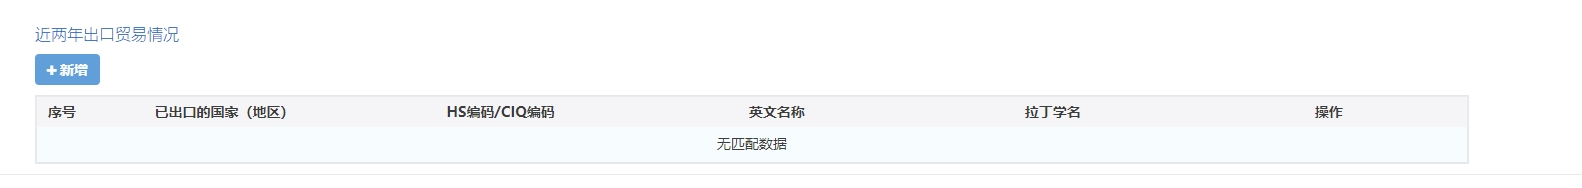 近两年出口贸易情况
+新增
序号 已出口的国家（地区） HS编码/CIQ编码 英文名称 拉丁学名 操作
无匹配数据